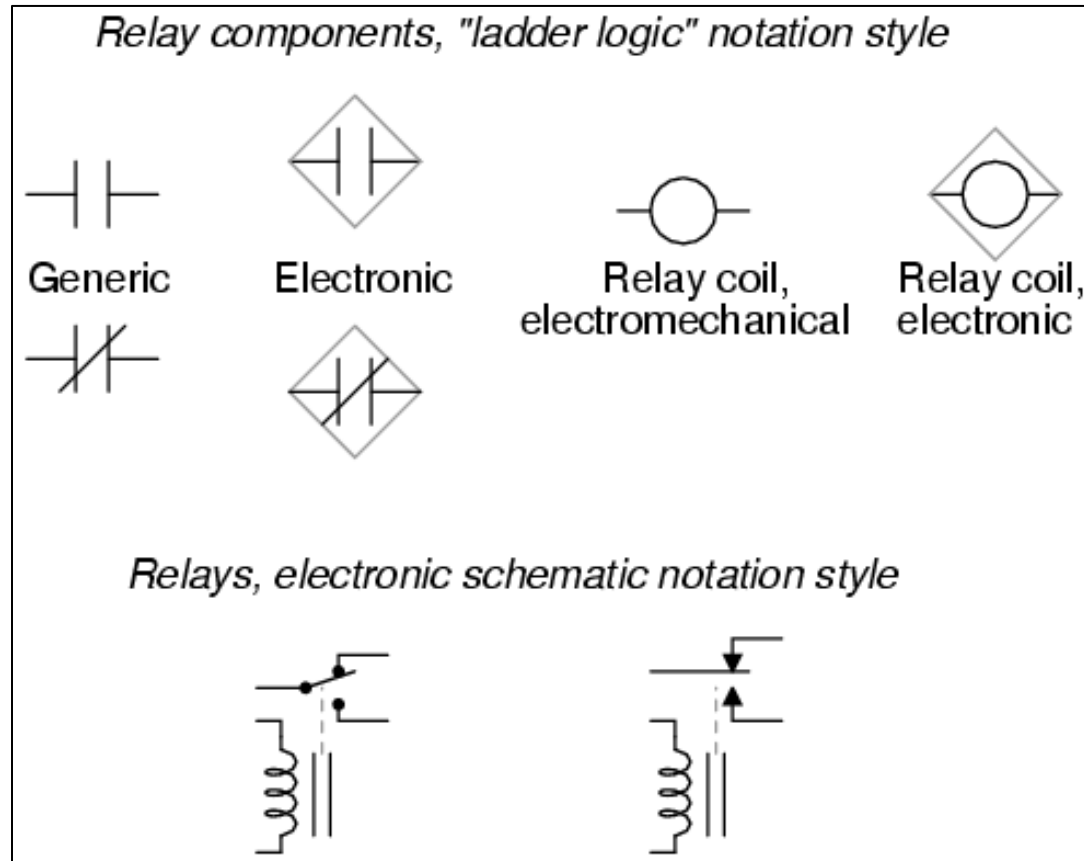 Relay components, "ladder logic" notation style
Generic
Electronic
Relay coil,
electromechanical
Relay coil,
electronic
Relays, electronic schematic notation style